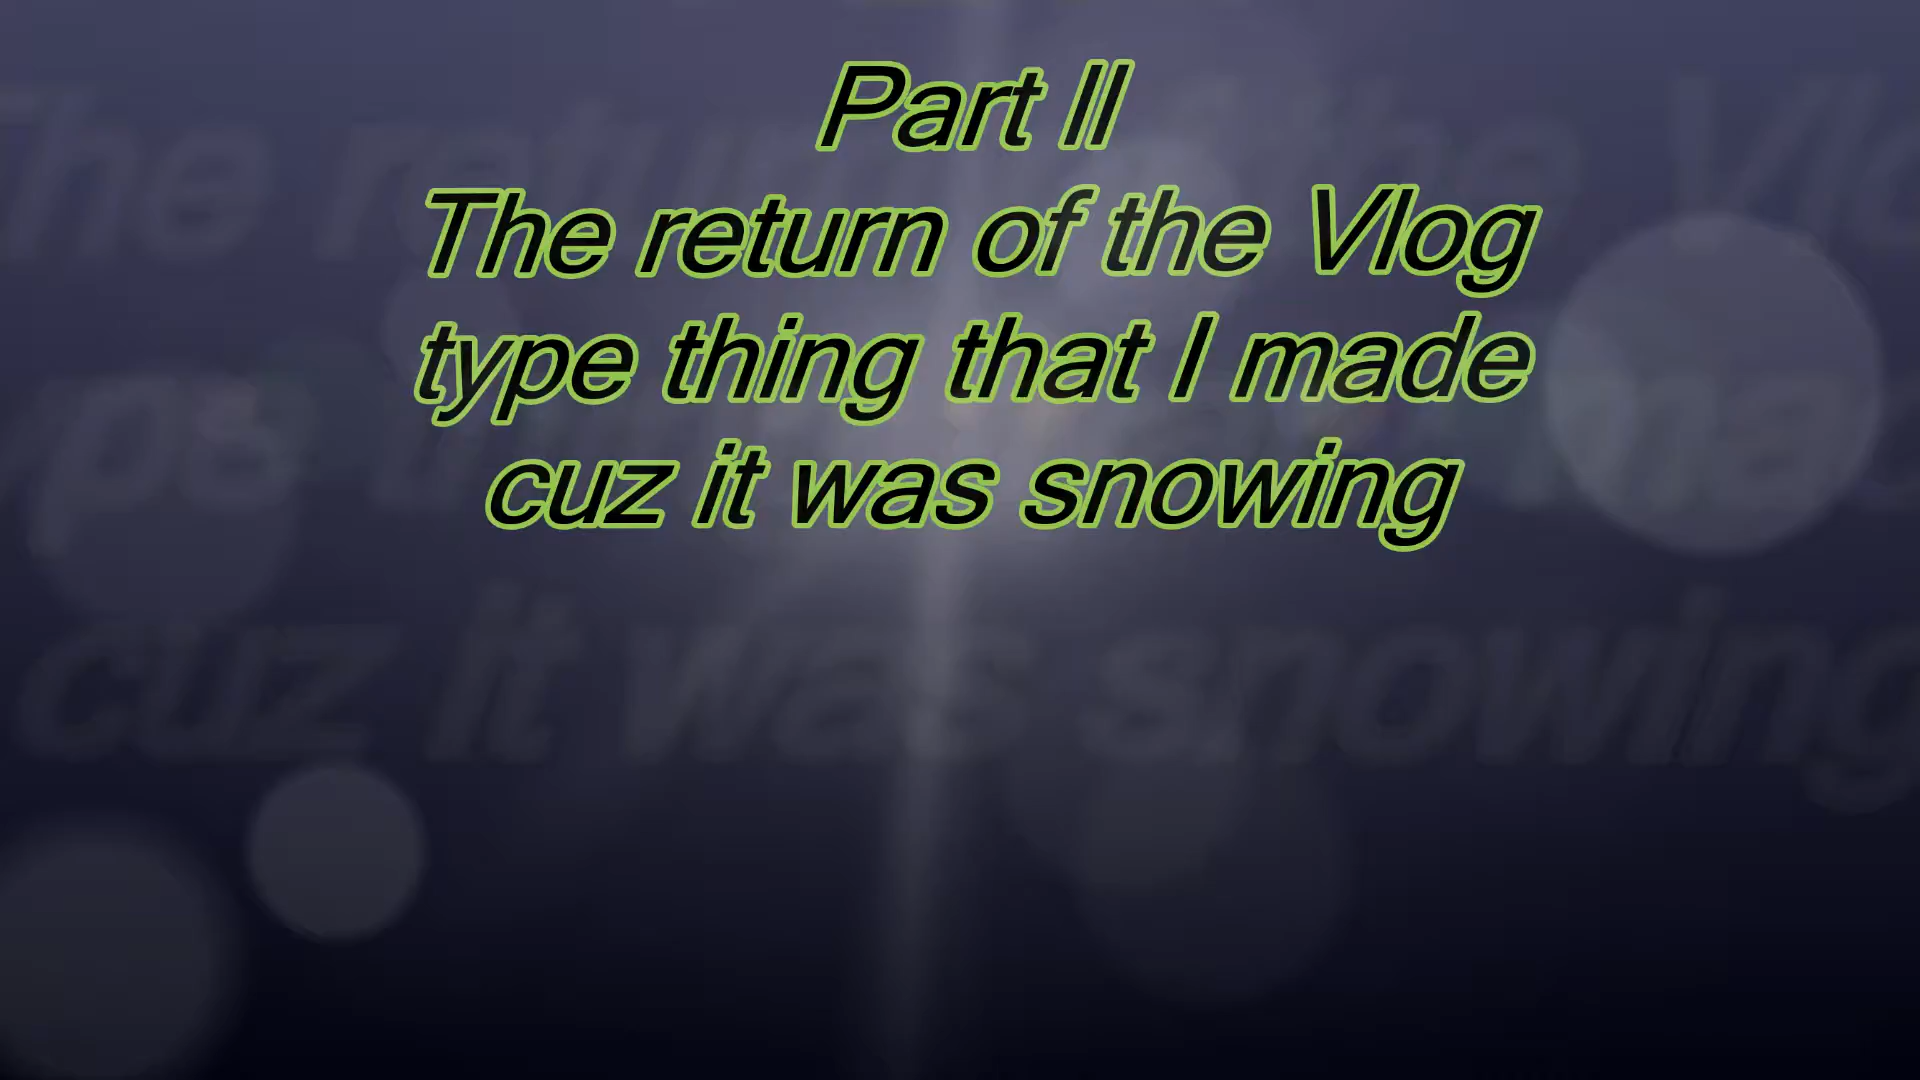 Part II
The return of the Vlog
type thing that I made
cuz it was snowing